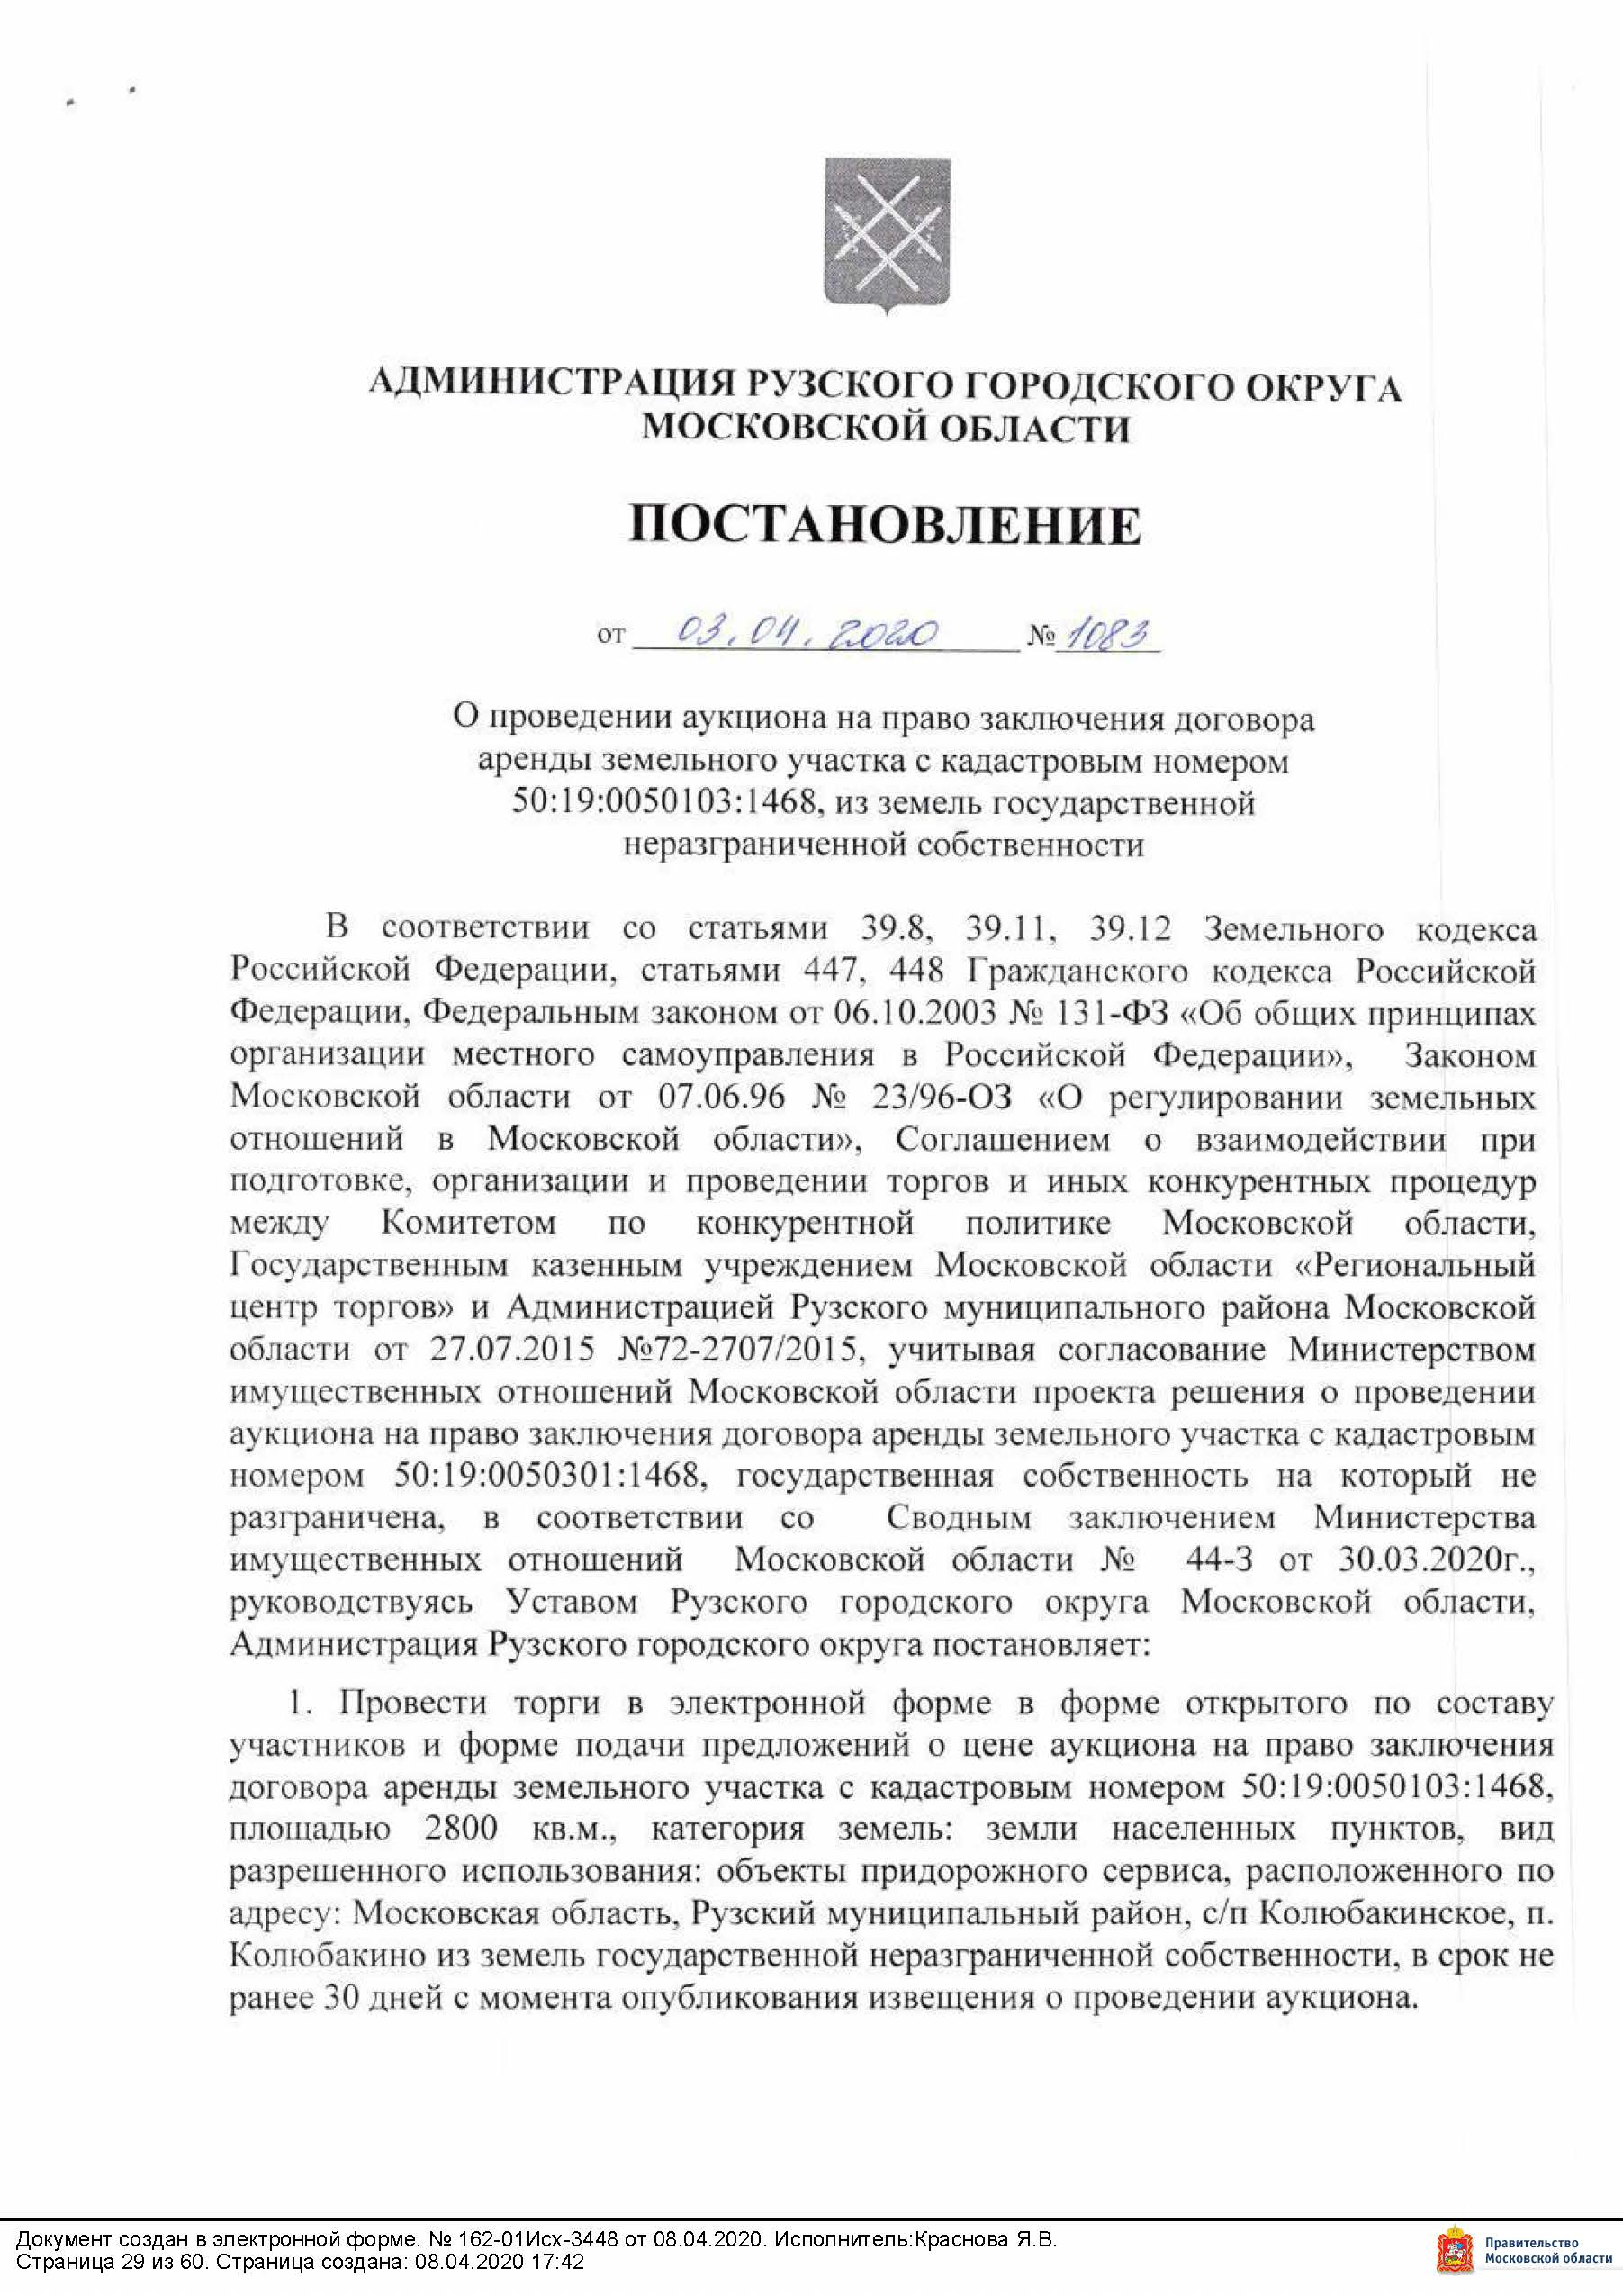 АДМИНИСТРАЦИЯ РУЗСКОГО ГОРОДСКОГО ОКРУГА
МОСКОВСКОЙ ОБЛАСТИ
ПОСТАНОВЛЕНИЕ
от 03.04.2020 № 1083
О проведении аукциона на право заключения договора
аренды земельного участка с кадастровым номером
50:19:0050103:1468, из земель государственной
неразграниченной собственности
В соответствии со статьями 39.8, 39.11, 39.12 Земельного кодекса
Российской Федерации, статьями 447, 448 Гражданского кодекса Российской
Федерации, Федеральным законом от 06.10.2003 № 131-ФЗ «Об общих принципах
организации местного самоуправления в Российской Федерации», Законом
Московской области от 07.06.96 № 23/96-ОЗ «О регулировании земельных
отношений в Московской области», Соглашением о взаимодействии при
подготовке, организации и проведении торгов и иных конкурентных процедур
между Комитетом по конкурентной политике Московской области,
Государственным казенным учреждением Московской области «Региональный
центр торгов» и Администрацией Рузского муниципального района Московской
области от 27.07.2015 №72-2707/2015, учитывая согласование Министерством
имущественных отношений Московской области проекта решения о проведении
аукциона на право заключения договора аренды земельного участка с кадастровым
номером 50:19:0050301:1468, государственная собственность на который не
разграничена, в соответствии со Сводным заключением Министерства
имущественных отношений Московской области № 44-З от 30.03.2020г.,
руководствуясь Уставом Рузского городского округа Московской области,
Администрация Рузского городского округа постановляет:
1. Провести торги в электронной форме в форме открытого по составу
участников и форме подачи предложений о цене аукциона на право заключения
договора аренды земельного участка с кадастровым номером 50:19:0050103:1468,
площадью 2800 кв.м., категория земель: земли населенных пунктов, вид
разрешенного использования: объекты придорожного сервиса, расположенного по
адресу: Московская область, Рузский муниципальный район, с/п Колюбакинское, п.
Колюбакино из земель государственной неразграниченной собственности, в срок не
ранее 30 дней с момента опубликования извещения о проведении аукциона.
Документ создан в электронной форме. № 162-01Исх-3448 от 08.04.2020. Исполнитель:Краснова Я.В.
Страница 29 из 60. Страница создана: 08.04.2020 17:42
Правительство
Московской области